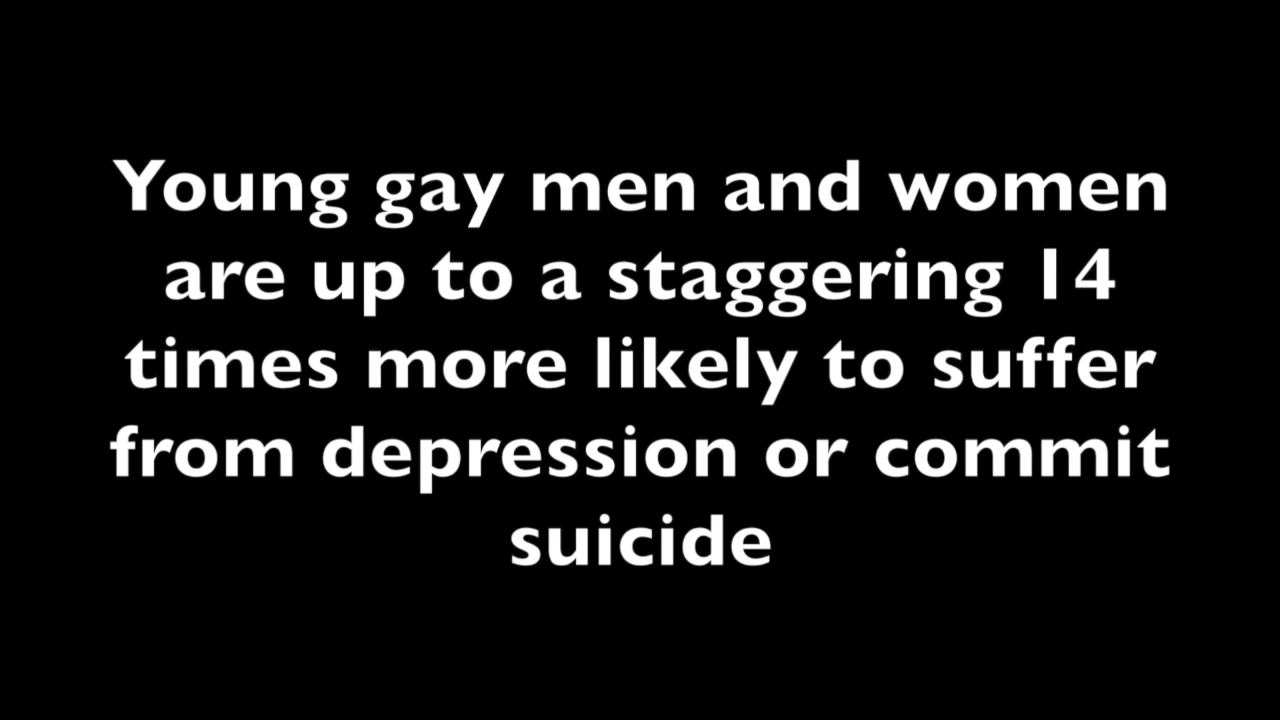 Young gay men and women
are up to a staggering 14
times more likely to suffer
from depression or commit
suicide